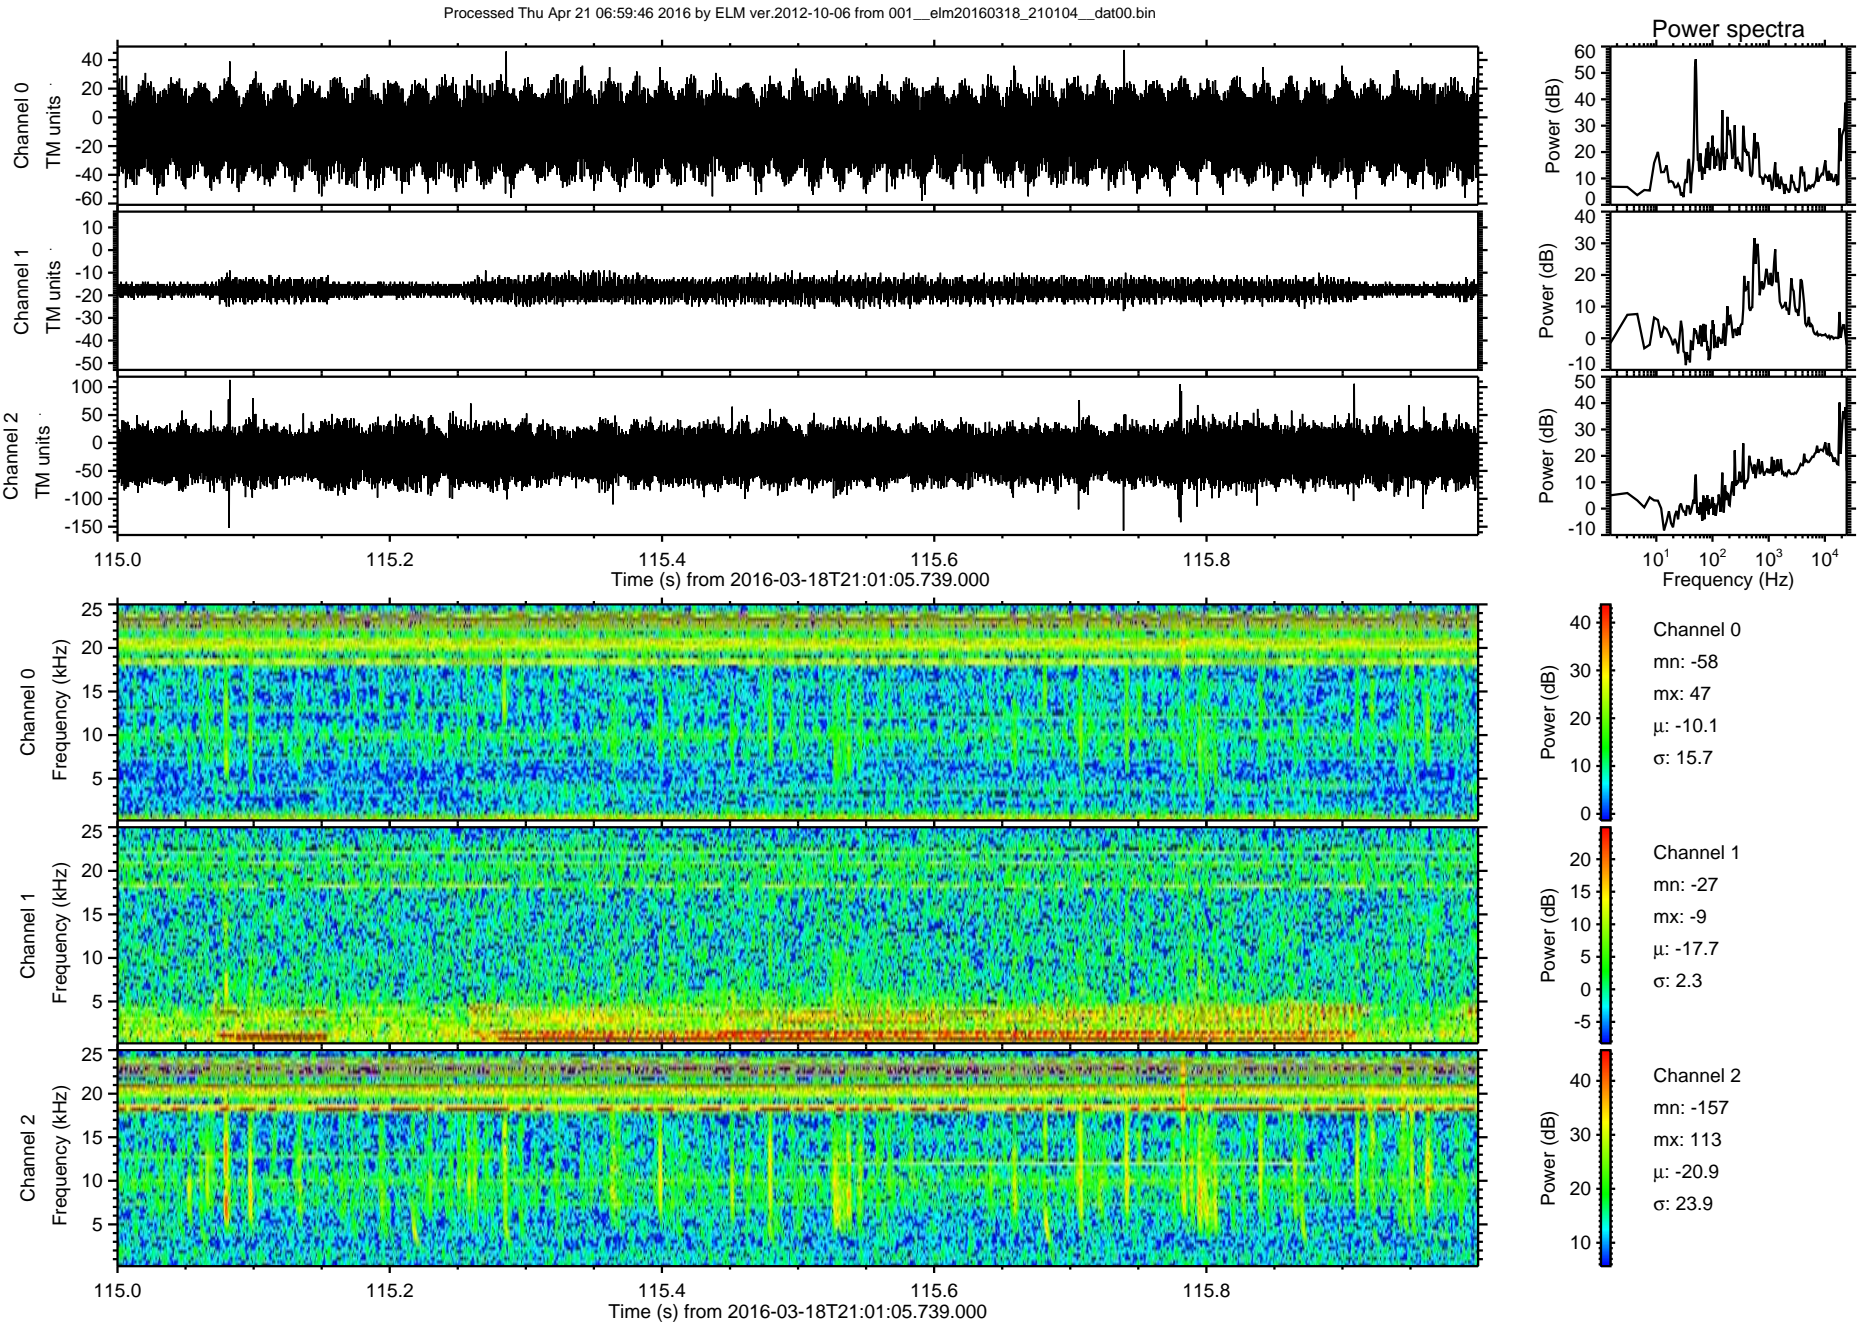 Processed Thu Apr 21 06:59:46 2016 by ELM ver.2012-10-06 from 001__elm20160318_210104__dat00.bin
Power spectra
Channel 0
TM units
40
20
0
-20
-40
-60
Power (dB)
60
50
40
30
20
10
0
Channel 1
TM units
10
0
-10
-20
-30
-40
-50
Power (dB)
40
30
20
10
0
-10
Channel 2
TM units
100
50
0
-50
-100
-150
Power (dB)
50
40
30
20
10
0
-10
115.0 115.2 115.4 115.6 115.8
Time (s) from 2016-03-18T21:01:05.739.000
10¹ 10² 10³ 10⁴
Frequency (Hz)
Channel 0
Frequency (kHz)
25
20
15
10
5
Power (dB)
40
30
20
10
0
Channel 0
mn: -58
mx: 47
μ: -10.1
σ: 15.7
Channel 1
Frequency (kHz)
25
20
15
10
5
Power (dB)
20
15
10
5
0
-5
Channel 1
mn: -27
mx: -9
μ: -17.7
σ: 2.3
Channel 2
Frequency (kHz)
25
20
15
10
5
Power (dB)
40
30
20
10
Channel 2
mn: -157
mx: 113
μ: -20.9
σ: 23.9
115.0 115.2 115.4 115.6 115.8
Time (s) from 2016-03-18T21:01:05.739.000